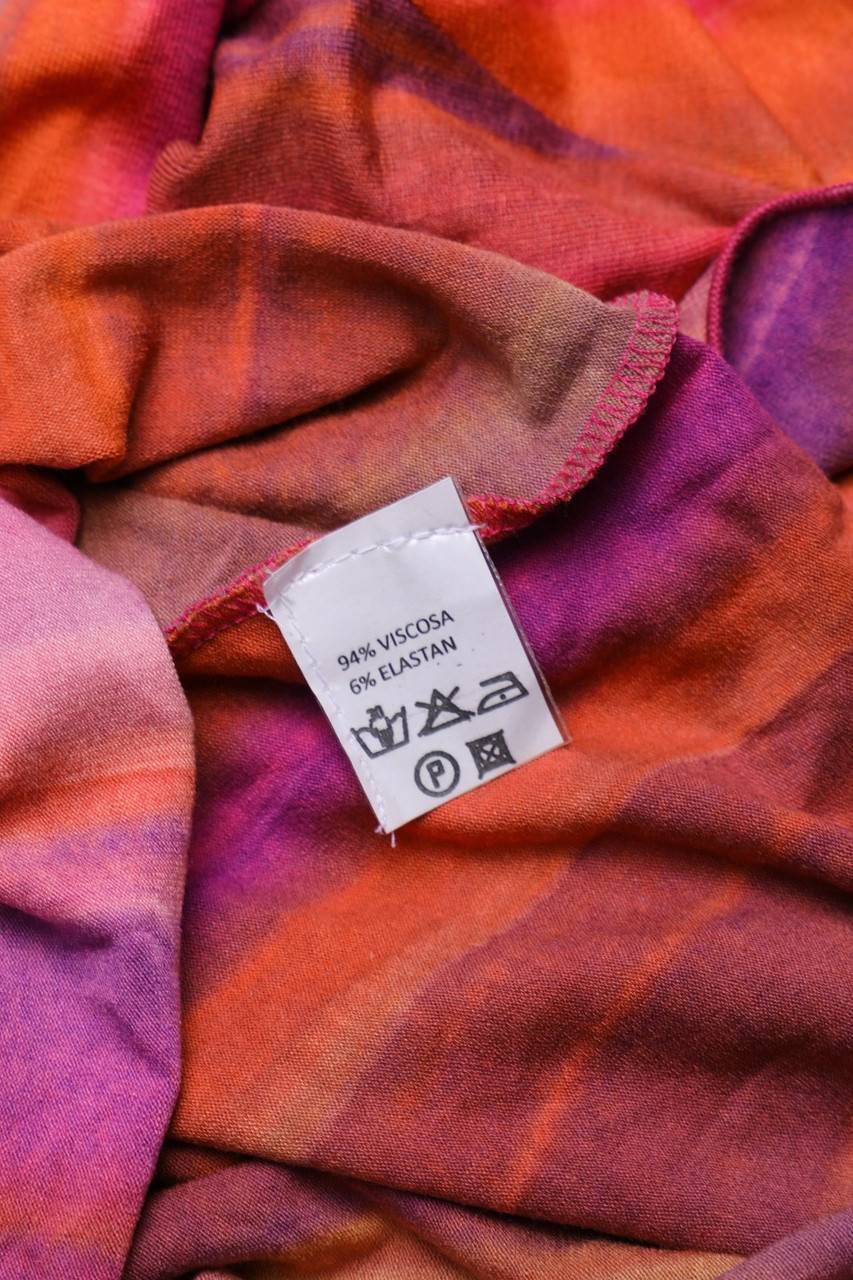 94% VISCOSA
6% ELASTAN
P